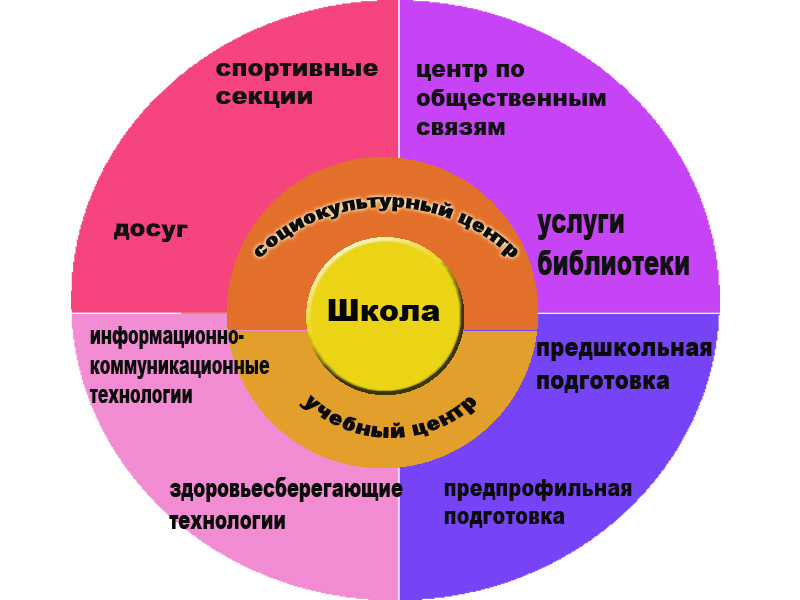 спортивные
секции
центр по
общественным
связям
досуг
услуги
библиотеки
социокультурный центр
Школа
учебный центр
информационно-
коммуникационные
технологии
предшкольная
подготовка
здоровьесберегающие
технологии
предпрофильная
подготовка